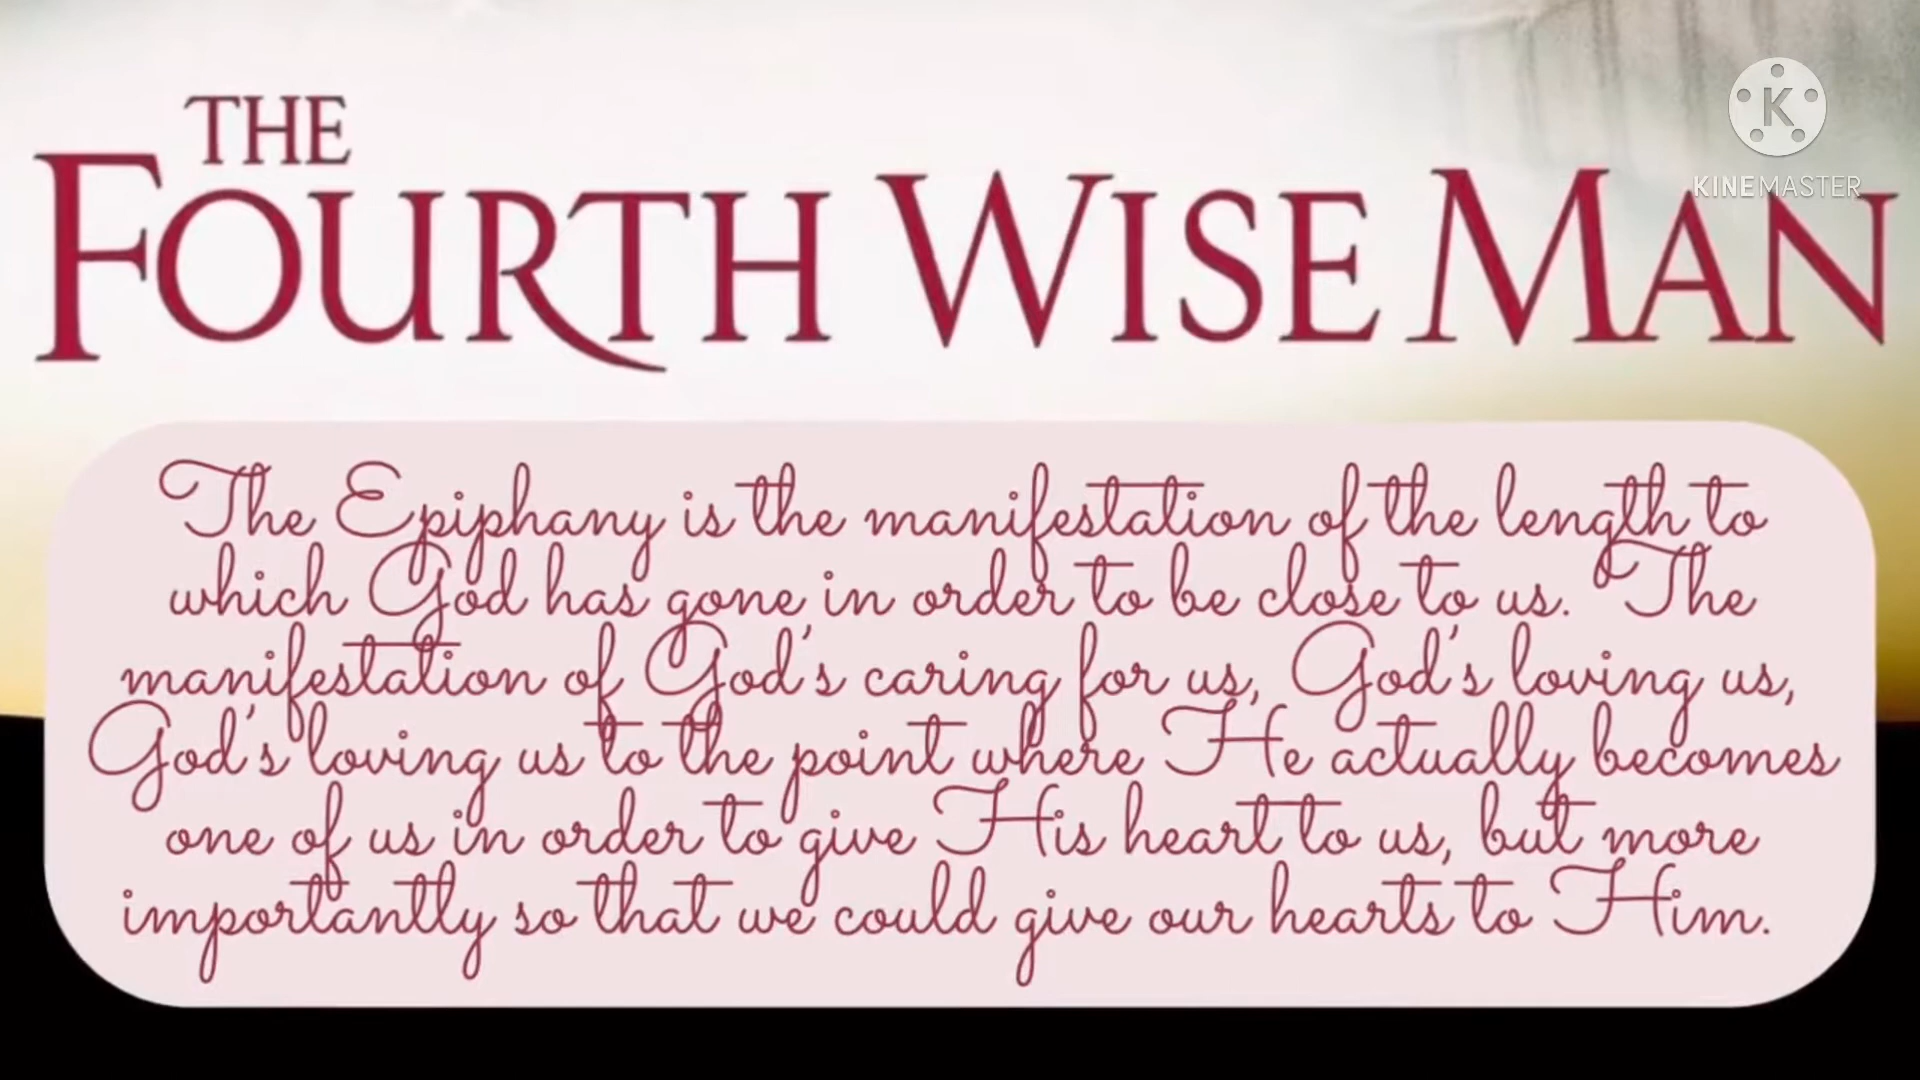 THE
FOURTH WISE MAN
K
KINEMASTER
The Epiphany is the manifestation of the length to
which God has gone in order to be close to us. The
manifestation of God's caring for us, God's loving us,
God's loving us to the point where He actually becomes
one of us in order to give His heart to us, but more
importantly so that we could give our hearts to Him.